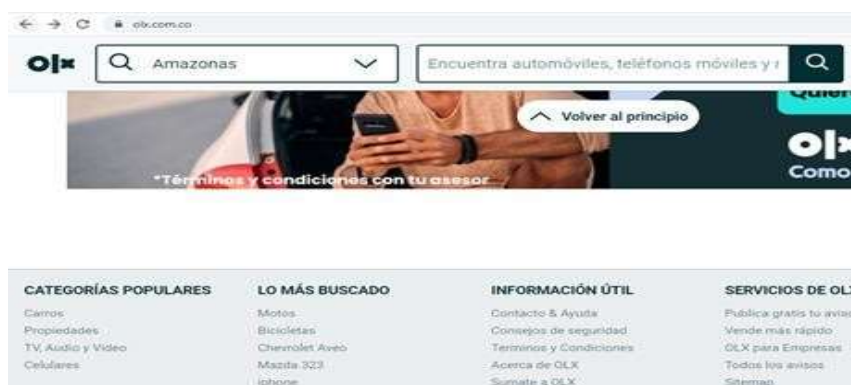 olx.com.co
olx
Amazonas
Encuentra automóviles, teléfonos móviles y
Volver al principio
*Términos y condiciones con tu asesor
olx
Como
CATEGORÍAS POPULARES
Carros
Propiedades
TV, Audio y Video
Celulares
LO MÁS BUSCADO
Motos
Bicicletas
Chevrolet Aveo
Mazda 323
iphone
INFORMACIÓN ÚTIL
Contacto & Ayuda
Consejos de seguridad
Terminos y Condiciones
Acerca de OLX
Sumate a OLX
SERVICIOS DE OLX
Publica gratis tu aviso
Vende más rápido
OLX para Empresas
Todos los avisos
Sitemap